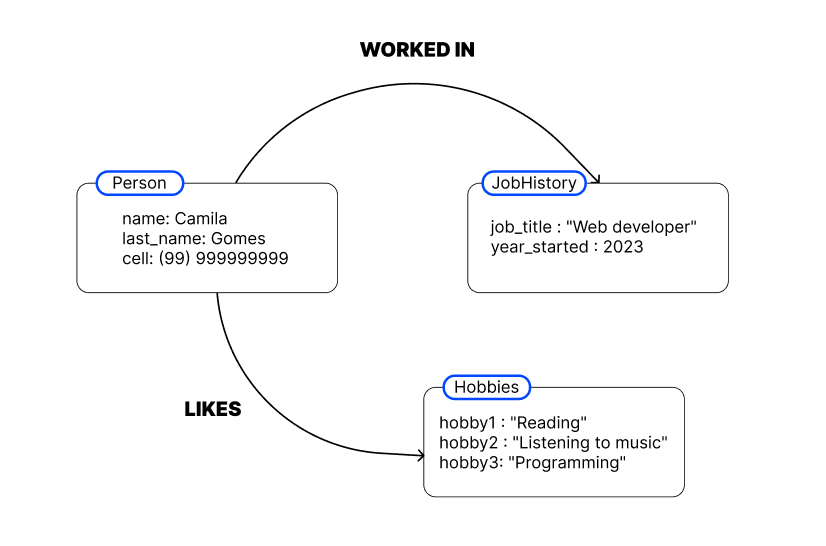 WORKED IN
Person
name: Camila
last_name: Gomes
cell: (99) 999999999
JobHistory
job_title : "Web developer"
year_started : 2023
LIKES
Hobbies
hobby1 : "Reading"
hobby2 : "Listening to music"
hobby3: "Programming"